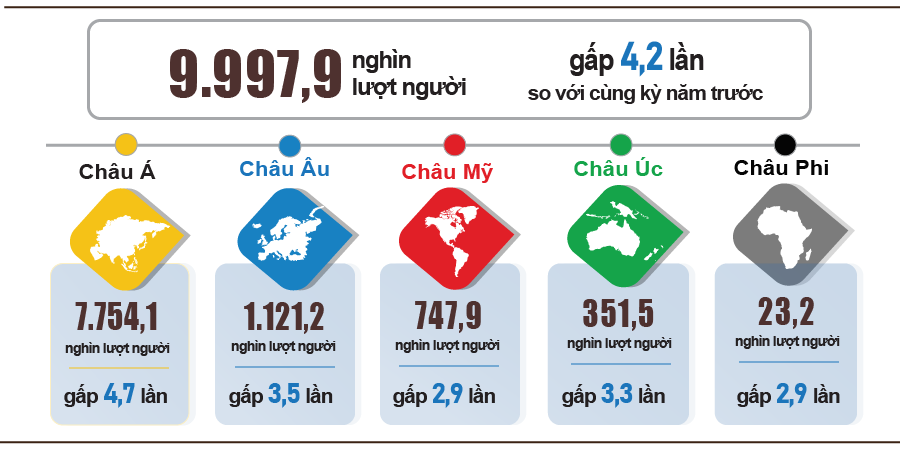 9.997,9 nghìn lượt người
gấp 4,2 lần
so với cùng kỳ năm trước
Châu Á
Châu Âu
Châu Mỹ
Châu Úc
Châu Phi
7.754,1
nghìn lượt người
gấp 4,7 lần
1.121,2
nghìn lượt người
gấp 3,5 lần
747,9
nghìn lượt người
gấp 2,9 lần
351,5
nghìn lượt người
gấp 3,3 lần
23,2
nghìn lượt người
gấp 2,9 lần